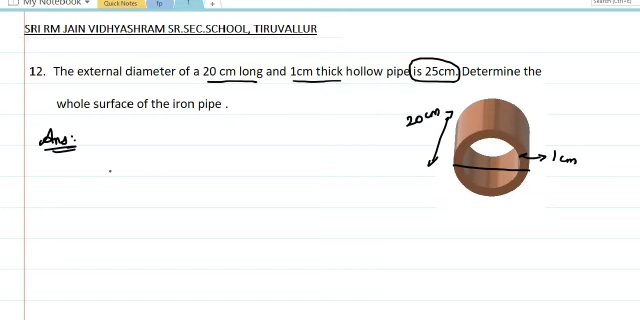 My Notebook Quick Notes fp
SRI RM JAIN VIDHYASHRAM SR.SEC.SCHOOL, TIRUVALLUR
12. The external diameter of a 20 cm long and 1cm thick hollow pipe is 25cm. Determine the
whole surface of the iron pipe .
20cm
Ans:
1cm